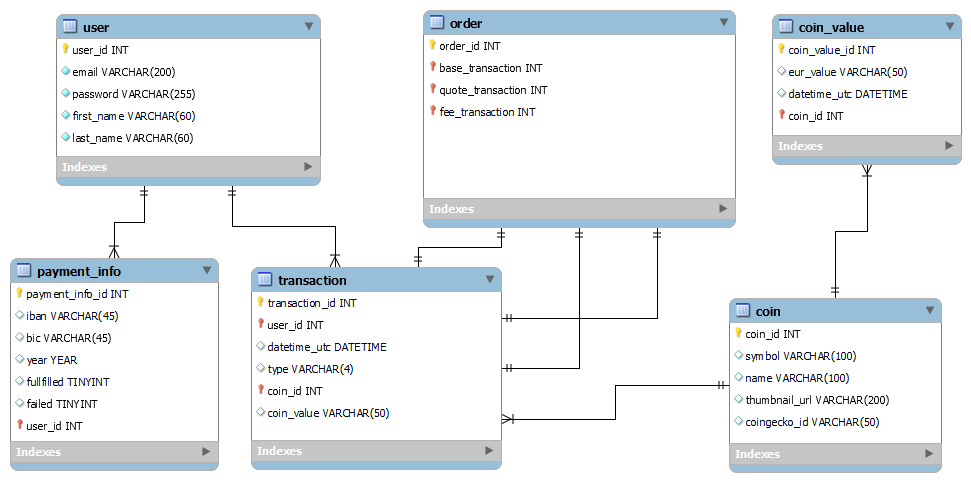 user
user_id INT
email VARCHAR(200)
password VARCHAR(255)
first_name VARCHAR(60)
last_name VARCHAR(60)
Indexes
order
order_id INT
base_transaction INT
quote_transaction INT
fee_transaction INT
Indexes
coin_value
coin_value_id INT
eur_value VARCHAR(50)
datetime_utc DATETIME
coin_id INT
Indexes
payment_info
payment_info_id INT
iban VARCHAR(45)
bic VARCHAR(45)
year YEAR
fullfilled TINYINT
failed TINYINT
user_id INT
Indexes
transaction
transaction_id INT
user_id INT
datetime_utc DATETIME
type VARCHAR(4)
coin_id INT
coin_value VARCHAR(50)
Indexes
coin
coin_id INT
symbol VARCHAR(100)
name VARCHAR(100)
thumbnail_url VARCHAR(200)
coingecko_id VARCHAR(50)
Indexes